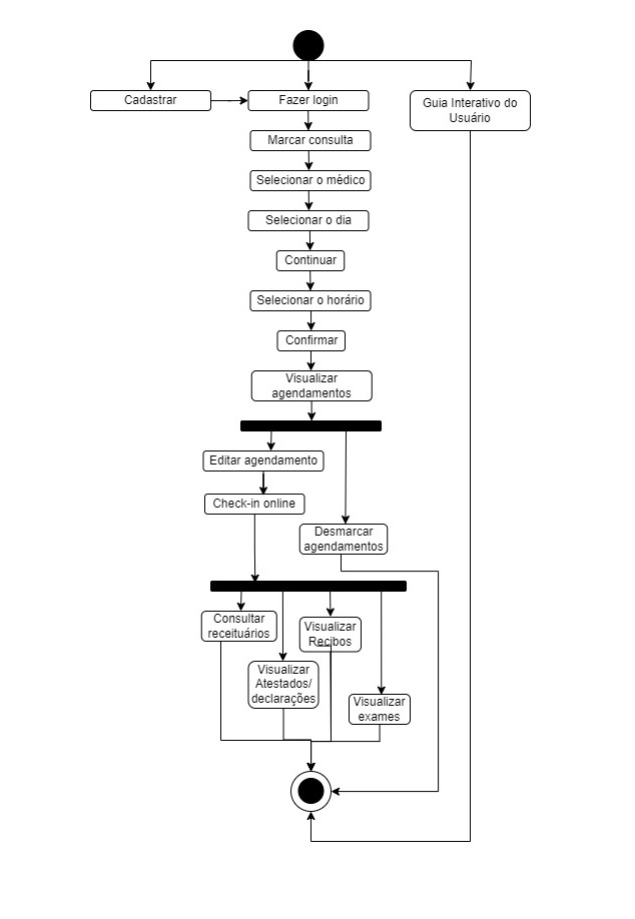 Cadastrar
Fazer login
Guia Interativo do
Usuário
Marcar consulta
Selecionar o médico
Selecionar o dia
Continuar
Selecionar o horário
Confirmar
Visualizar
agendamentos
Editar agendamento
Check-in online
Desmarcar
agendamentos
Consultar
receituários
Visualizar
Recibos
Visualizar
Atestados/
declarações
Visualizar
exames